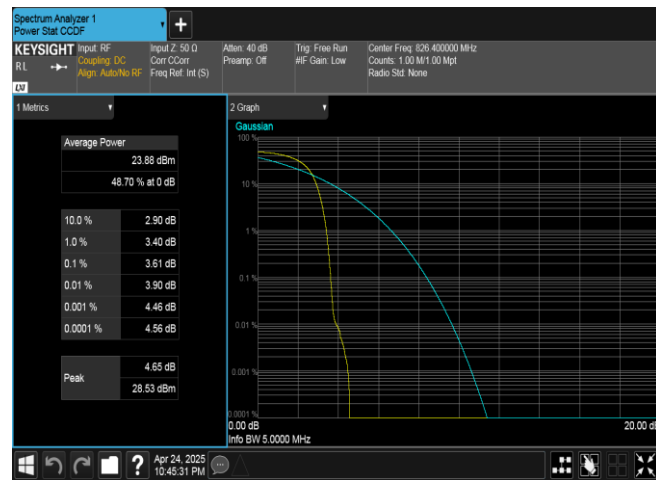 Spectrum Analyzer 1
Power Stat CCDF
+
KEYSIGHT
RL
LXI
Input: RF
Coupling: DC
Align: Auto/No RF
Input Z: 50 Ω
Corr CCorr
Freq Ref: Int (S)
Atten: 40 dB
Preamp: Off
Trig: Free Run
#IF Gain: Low
Center Freq: 826.400000 MHz
Counts: 1.00 M/1.00 Mpt
Radio Std: None
1 Metrics
Average Power
23.88 dBm
48.70 % at 0 dB
10.0 % 2.90 dB
1.0 % 3.40 dB
0.1 % 3.61 dB
0.01 % 3.90 dB
0.001 % 4.46 dB
0.0001 % 4.56 dB
Peak
4.65 dB
28.53 dBm
2 Graph
Gaussian
100 %
10 %
1 %
0.1 %
0.01 %
0.001 %
0.0001 %
0.00 dB 20.00 dB
Info BW 5.0000 MHz
?
Apr 24, 2025
10:45:31 PM